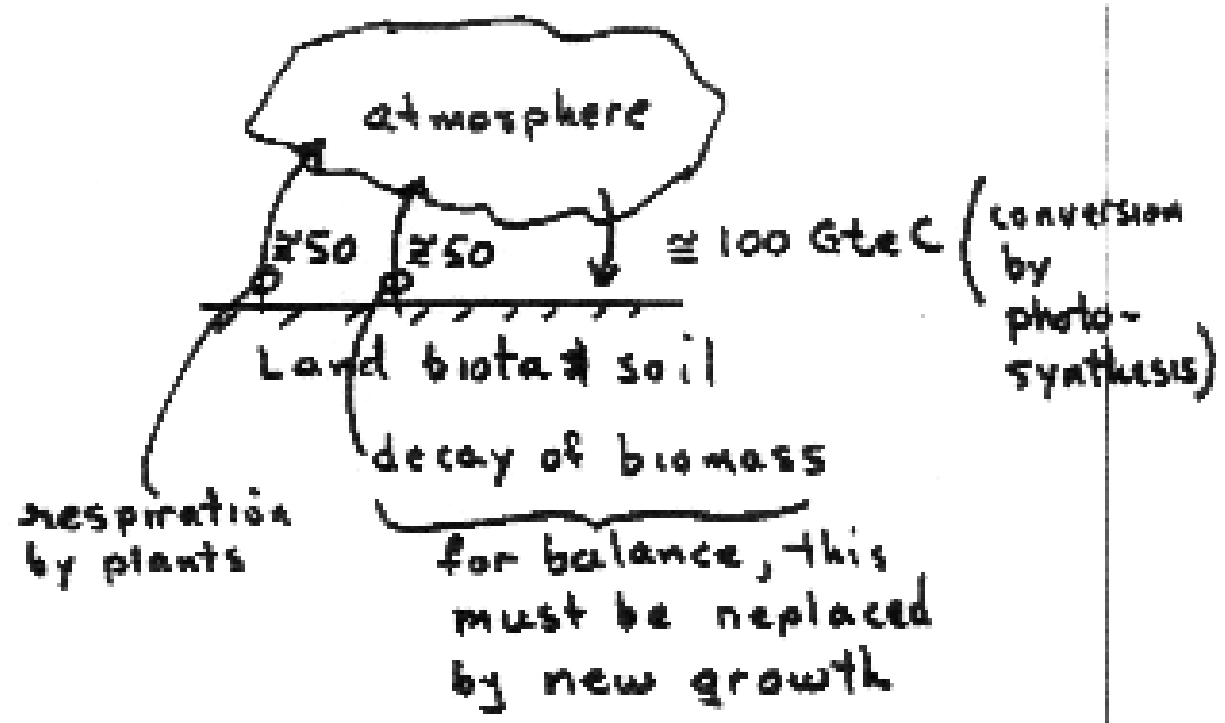 atmosphere
≅50 ≅50 ≅ 100 GteC (conversion
by
photo-
synthesis)
Land biota & soil
decay of biomass
respiration
by plants
for balance, this
must be replaced
by new growth